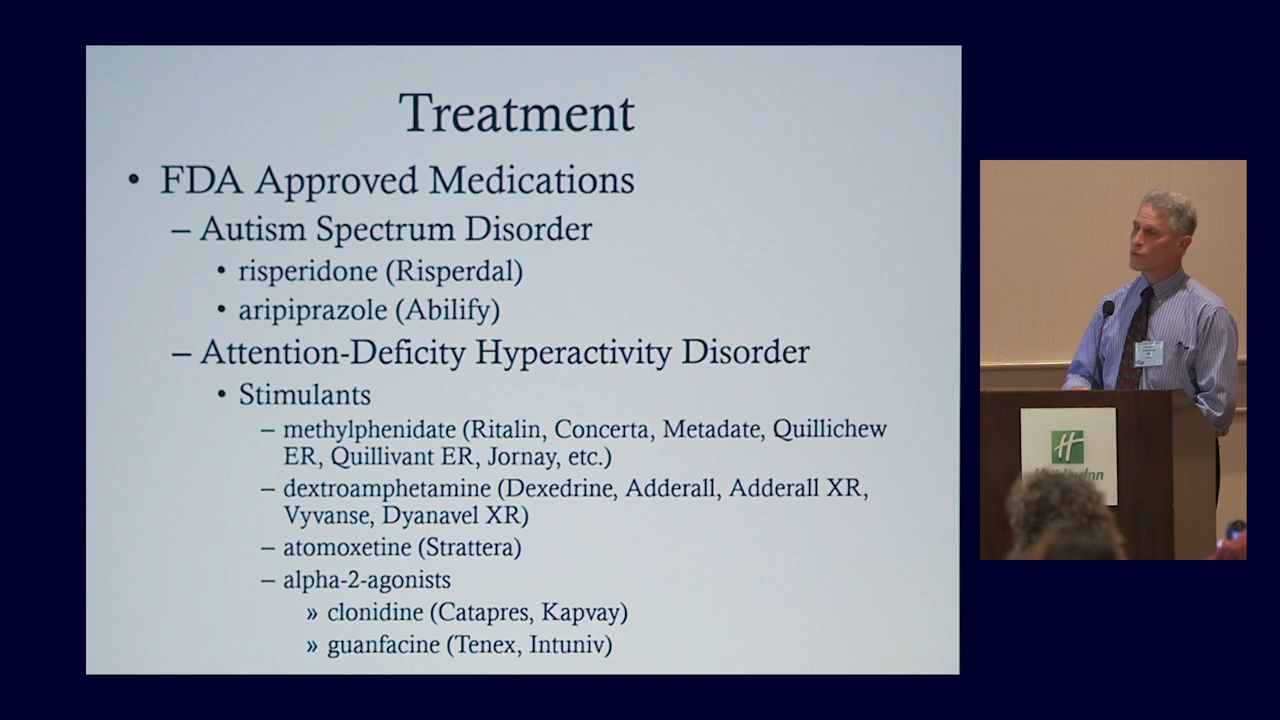 Treatment
• FDA Approved Medications
– Autism Spectrum Disorder
• risperidone (Risperdal)
• aripiprazole (Abilify)
– Attention-Deficity Hyperactivity Disorder
• Stimulants
– methylphenidate (Ritalin, Concerta, Metadate, Quillichew
ER, Quillivant ER, Jornay, etc.)
– dextroamphetamine (Dexedrine, Adderall, Adderall XR,
Vyvanse, Dyanavel XR)
– atomoxetine (Strattera)
– alpha-2-agonists
» clonidine (Catapres, Kapvay)
» guanfacine (Tenex, Intuniv)
H